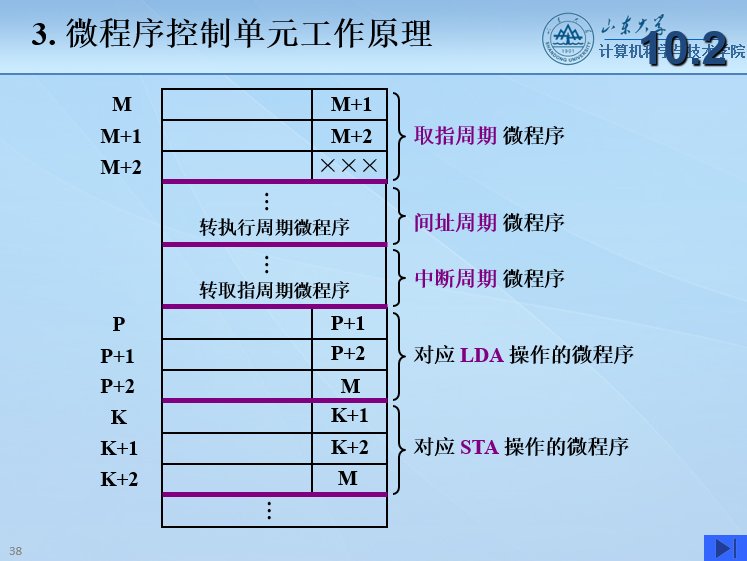 3. 微程序控制单元工作原理
山东大学
计算机科学与技术学院
10.2
SHANDONG UNIVERSITY
1901
M M+1
M+1 M+2
M+2 ×××
取指周期 微程序
⋮
转执行周期微程序
间址周期 微程序
⋮
转取指周期微程序
中断周期 微程序
P P+1
P+1 P+2
P+2 M
对应 LDA 操作的微程序
K K+1
K+1 K+2
K+2 M
对应 STA 操作的微程序
⋮
38